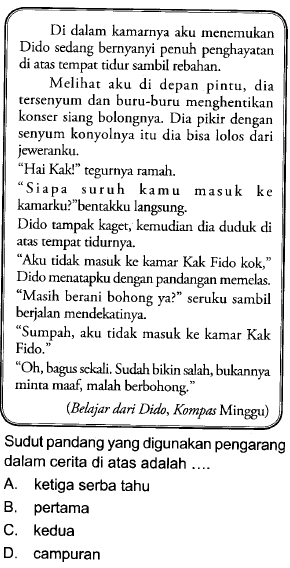 Di dalam kamarnya aku menemukan
Dido sedang bernyanyi penuh penghayatan
di atas tempat tidur sambil rebahan.
Melihat aku di depan pintu, dia
tersenyum dan buru-buru menghentikan
konser siang bolongnya. Dia pikir dengan
senyum konyolnya itu dia bisa lolos dari
jeweranku.
"Hai Kak!" tegurnya ramah.
"Siapa suruh kamu masuk ke
kamarku?"bentakku langsung.
Dido tampak kaget, kemudian dia duduk di
atas tempat tidurnya.
"Aku tidak masuk ke kamar Kak Fido kok,"
Dido menatapku dengan pandangan memelas.
"Masih berani bohong ya?" seruku sambil
berjalan mendekatinya.
"Sumpah, aku tidak masuk ke kamar Kak
Fido."
"Oh, bagus sekali. Sudah bikin salah, bukannya
minta maaf, malah berbohong."
(Belajar dari Dido, Kompas Minggu)
Sudut pandang yang digunakan pengarang
dalam cerita di atas adalah ....
A. ketiga serba tahu
B. pertama
C. kedua
D. campuran